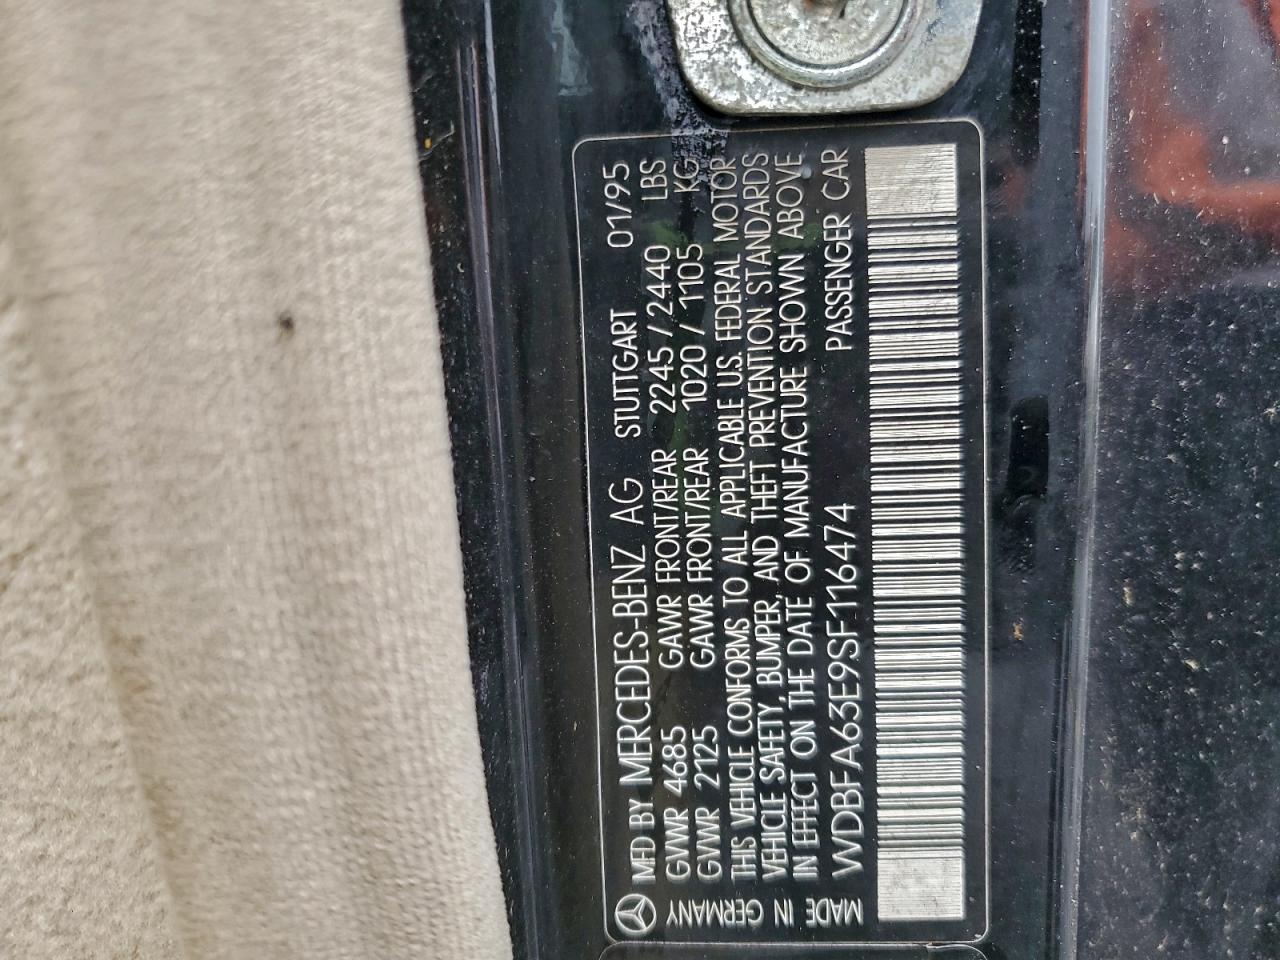 MFD BY MERCEDES-BENZ AG STUTTGART 01/95
GVWR 4685 GAWR FRONT/REAR 2245/2440 LBS
GVWR 2125 GAWR FRONT/REAR 1020/1105 KG
THIS VEHICLE CONFORMS TO ALL APPLICABLE U.S. FEDERAL MOTOR
VEHICLE SAFETY, BUMPER, AND THEFT PREVENTION STANDARDS
IN EFFECT ON THE DATE OF MANUFACTURE SHOWN ABOVE
WDBFA63E9SF116474 PASSENGER CAR
MADE IN GERMANY